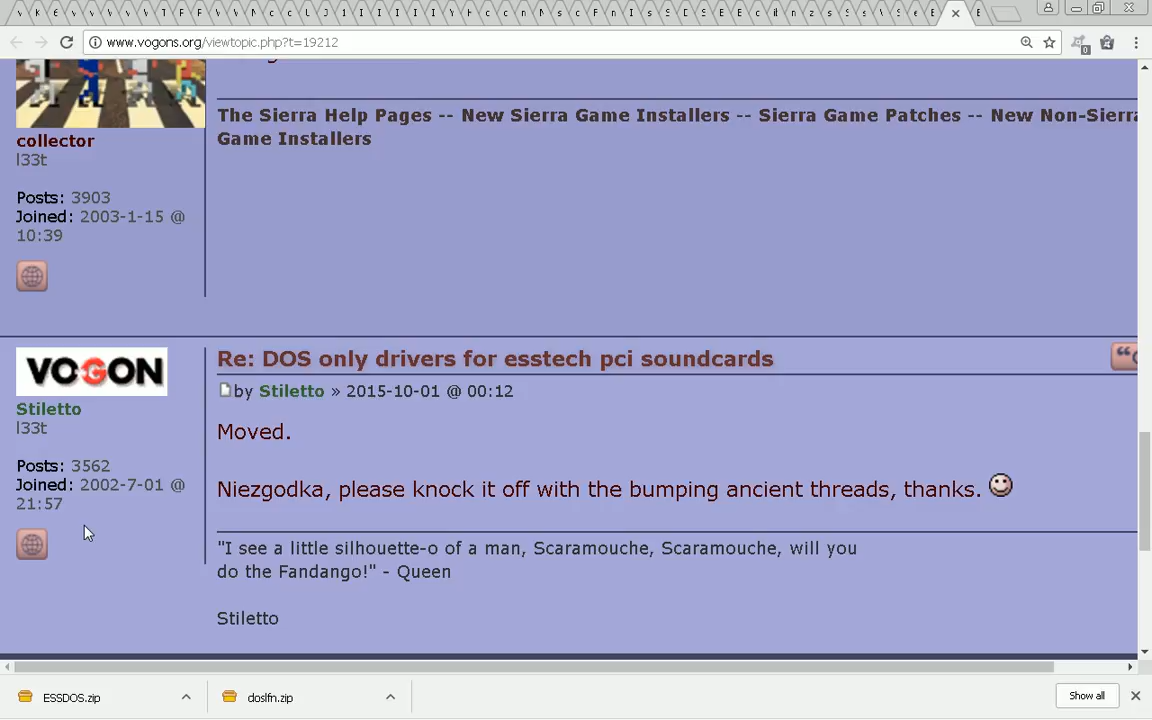 www.vogons.org/viewtopic.php?t=19212
0
The Sierra Help Pages -- New Sierra Game Installers -- Sierra Game Patches -- New Non-Sierra
Game Installers
collector
l33t
Posts: 3903
Joined: 2003-1-15 @
10:39
VOGON
Stiletto
l33t
Posts: 3562
Joined: 2002-7-01 @
21:57
Re: DOS only drivers for esstech pci soundcards
by Stiletto » 2015-10-01 @ 00:12
Moved.
Niezgodka, please knock it off with the bumping ancient threads, thanks.
"I see a little silhouette-o of a man, Scaramouche, Scaramouche, will you
do the Fandango!" - Queen
Stiletto
ESSDOS.zip
doslfn.zip
Show all